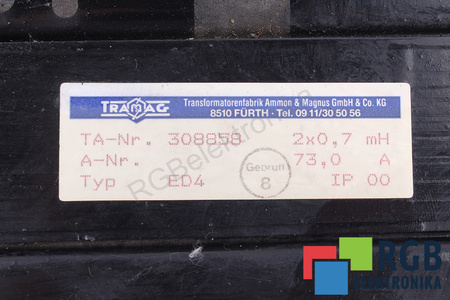 TRAMAG
Transformatorenfabrik Ammon & Magnus GmbH & Co. KG
8510 FÜRTH · Tel. 09 11/30 50 56
TA-Nr. 308858 2x0,7 mH
A-Nr. 73,0 A
Typ ED4 IP 00
Geprüft
8
RGBelektronika
RGB
ELEKTRONIKA